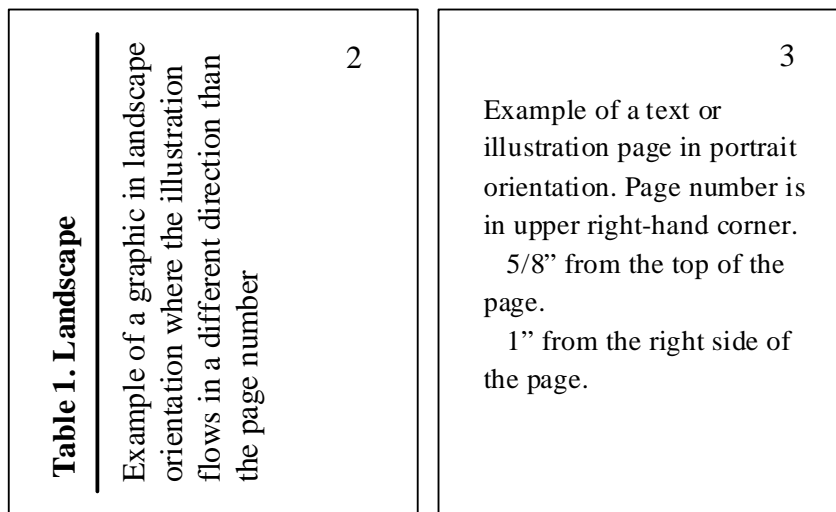 2
Table 1. Landscape
Example of a graphic in landscape
orientation where the illustration
flows in a different direction than
the page number
3
Example of a text or
illustration page in portrait
orientation. Page number is
in upper right-hand corner.
5/8” from the top of the
page.
1” from the right side of
the page.